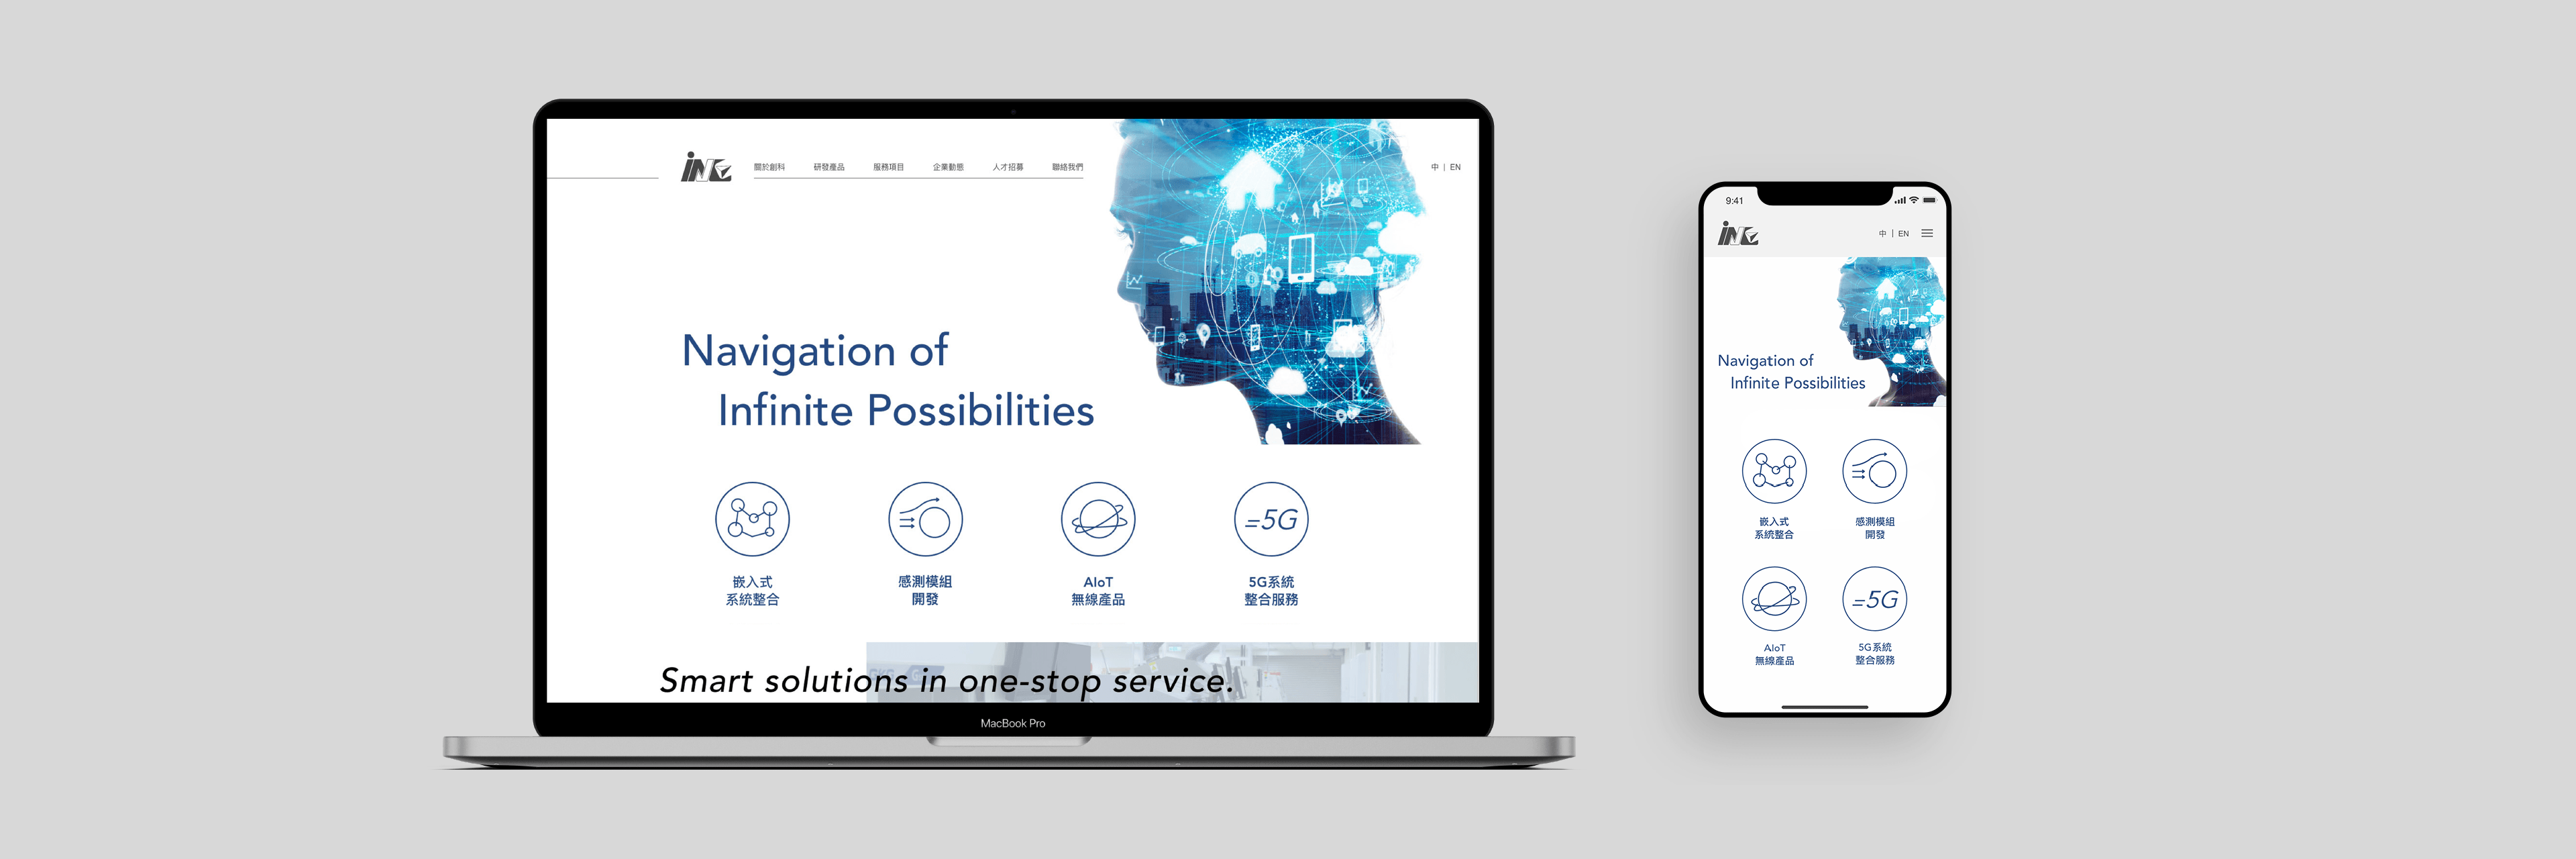 iNG
關於創科 研發產品 服務項目 企業動態 人才招募 聯絡我們
中 | EN
Navigation of
Infinite Possibilities
=5G
嵌入式
系統整合
感測模組
開發
AIoT
無線產品
5G系統
整合服務
Smart solutions in one-stop service.
MacBook Pro
9:41
iNG
中 | EN
Navigation of
Infinite Possibilities
嵌入式
系統整合
感測模組
開發
=5G
AIoT
無線產品
5G系統
整合服務